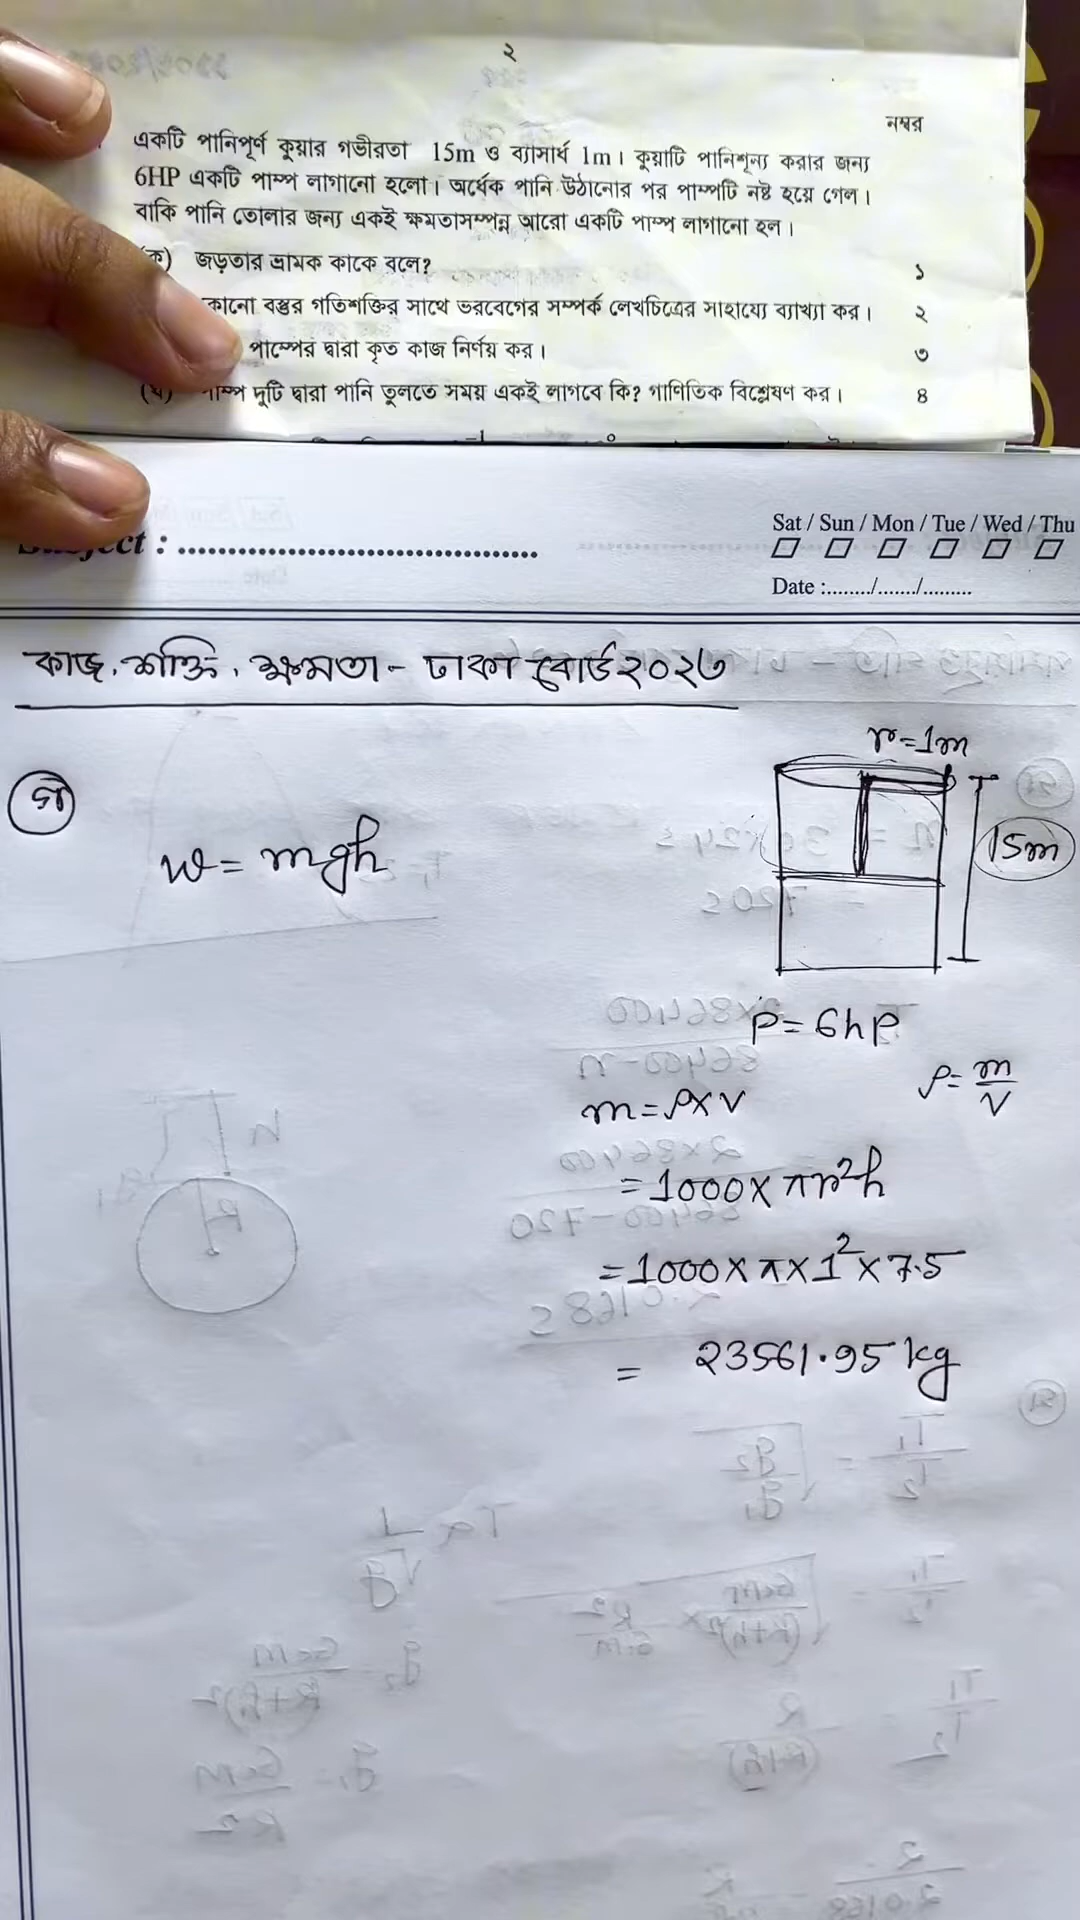 ২
নম্বর
একটি পানিপূর্ণ কুয়ার গভীরতা 15m ও ব্যাসার্ধ 1m। কুয়াটি পানিশূন্য করার জন্য
6HP একটি পাম্প লাগানো হলো। অর্ধেক পানি উঠানোর পর পাম্পটি নষ্ট হয়ে গেল।
বাকি পানি তোলার জন্য একই ক্ষমতাসম্পন্ন আরো একটি পাম্প লাগানো হল।
ক) জড়তার ভ্রামক কাকে বলে? ১
কোনো বস্তুর গতিশক্তির সাথে ভরবেগের সম্পর্ক লেখচিত্রের সাহায্যে ব্যাখ্যা কর। ২
পাম্পের দ্বারা কৃত কাজ নির্ণয় কর। ৩
(ঘ) পাম্প দুটি দ্বারা পানি তুলতে সময় একই লাগবে কি? গাণিতিক বিশ্লেষণ কর। ৪
Subject : ....................................
Sat / Sun / Mon / Tue / Wed / Thu
Date :........./......./.........
কাজ, শক্তি, ক্ষমতা - ঢাকা বোর্ড ২০২৩
r=1m
গ
15m
w = mgh
P = 6hP
ρ = m/V
m = ρ×v
= 1000 × πr²h
= 1000 × π × 1² × 7.5
= 23561.95 kg